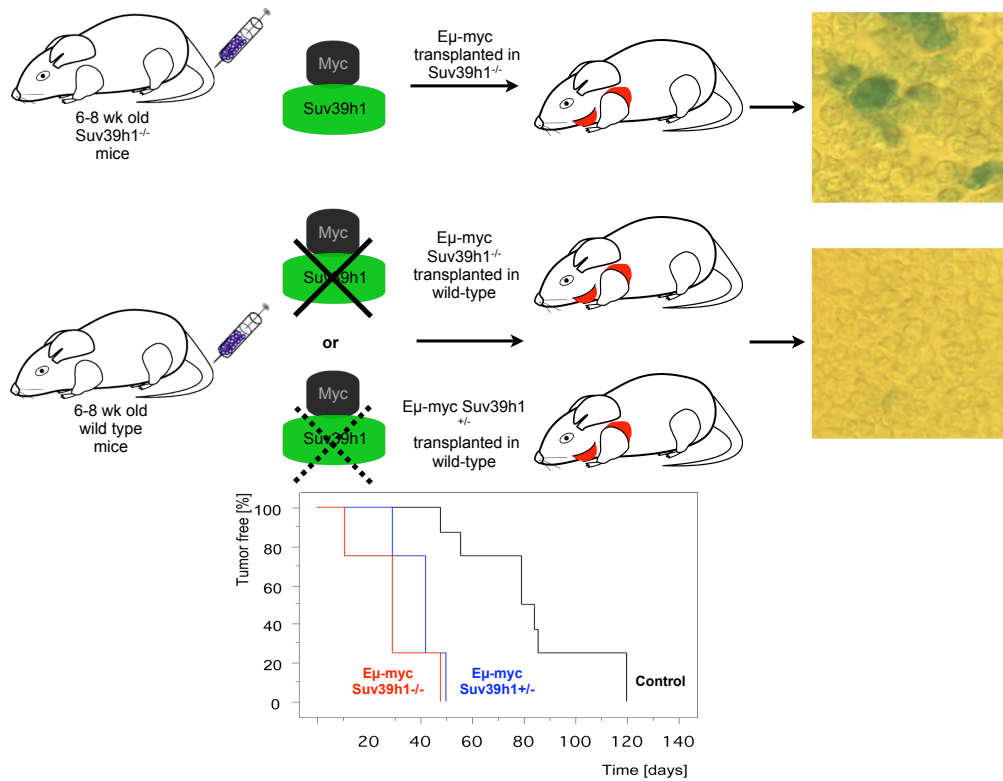 6-8 wk old
Suv39h1-/-
mice
Myc
Suv39h1
Eµ-myc
transplanted in
Suv39h1-/-
6-8 wk old
wild type
mice
Myc
Suv39h1
or
Myc
Suv39h1
Eµ-myc
Suv39h1-/-
transplanted in
wild-type
Eµ-myc Suv39h1
+/-
transplanted in
wild-type
Tumor free [%]
100
80
60
40
20
0
Eµ-myc
Suv39h1-/-
Eµ-myc
Suv39h1+/-
Control
20 40 60 80 100 120 140
Time [days]